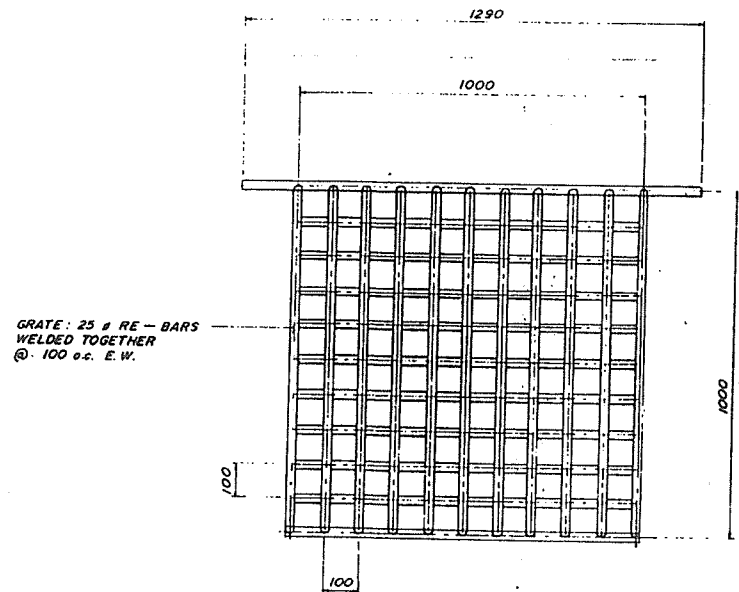 1290
1000
GRATE: 25 ø RE - BARS
WELDED TOGETHER
@ 100 o.c. E.W.
1000
100
100